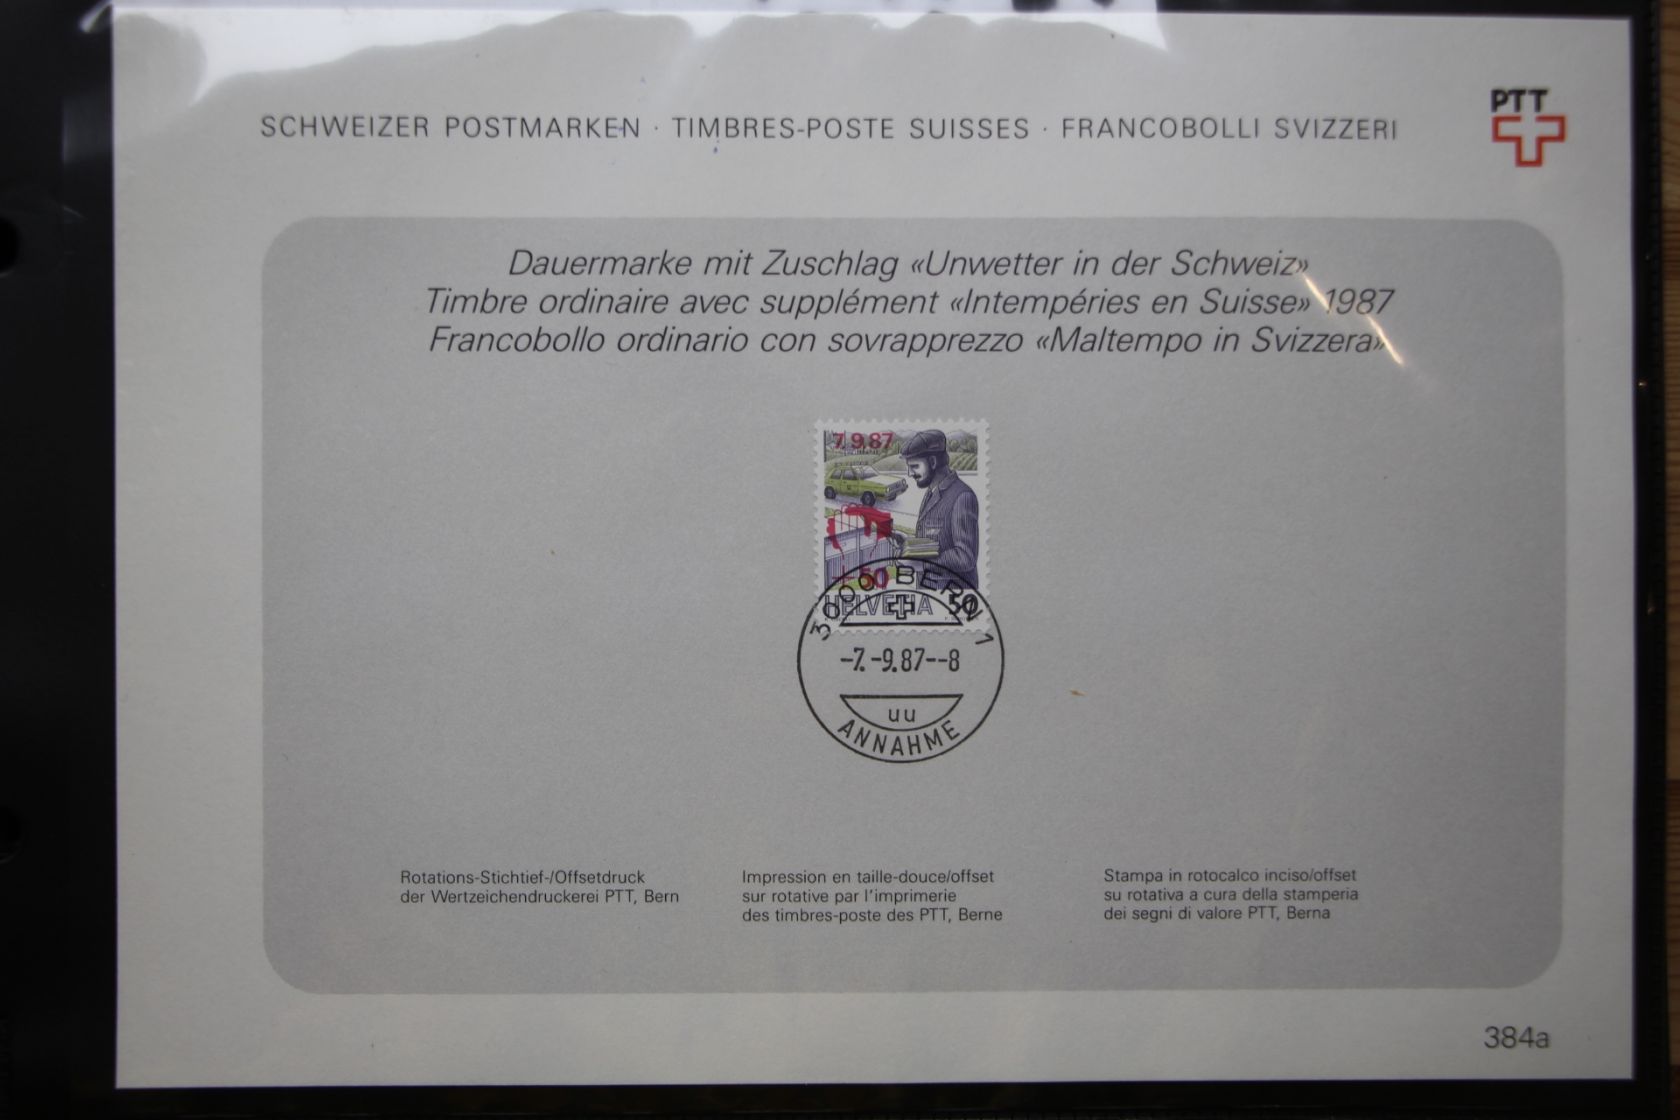 PTT
SCHWEIZER POSTMARKEN · TIMBRES-POSTE SUISSES · FRANCOBOLLI SVIZZERI
Dauermarke mit Zuschlag «Unwetter in der Schweiz»
Timbre ordinaire avec supplément «Intempéries en Suisse» 1987
Francobollo ordinario con sovrapprezzo «Maltempo in Svizzera»
7.9.87
+50
HELVETIA 50
3000 BERN 1
-7.-9.87--8
uu
ANNAHME
Rotations-Stichtief-/Offsetdruck
der Wertzeichendruckerei PTT, Bern
Impression en taille-douce/offset
sur rotative par l'imprimerie
des timbres-poste des PTT, Berne
Stampa in rotocalco inciso/offset
su rotativa a cura della stamperia
dei segni di valore PTT, Berna
384a